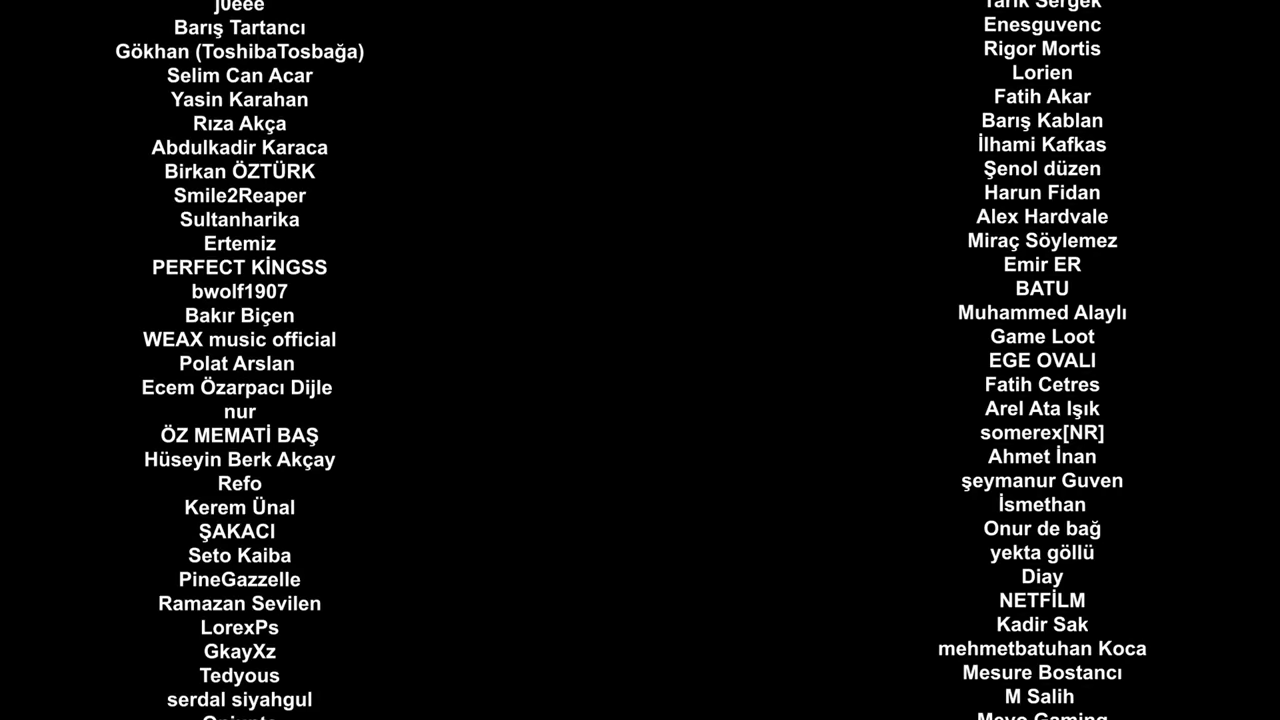 j0eee
Barış Tartancı
Gökhan (ToshibaTosbağa)
Selim Can Acar
Yasin Karahan
Rıza Akça
Abdulkadir Karaca
Birkan ÖZTÜRK
Smile2Reaper
Sultanharika
Ertemiz
PERFECT KİNGSS
bwolf1907
Bakır Biçen
WEAX music official
Polat Arslan
Ecem Özarpacı Dijle
nur
ÖZ MEMATİ BAŞ
Hüseyin Berk Akçay
Refo
Kerem Ünal
ŞAKACI
Seto Kaiba
PineGazzelle
Ramazan Sevilen
LorexPs
GkayXz
Tedyous
serdal siyahgul
Tarık Sergek
Enesguvenc
Rigor Mortis
Lorien
Fatih Akar
Barış Kablan
İlhami Kafkas
Şenol düzen
Harun Fidan
Alex Hardvale
Miraç Söylemez
Emir ER
BATU
Muhammed Alaylı
Game Loot
EGE OVALI
Fatih Cetres
Arel Ata Işık
somerex[NR]
Ahmet İnan
şeymanur Guven
İsmethan
Onur de bağ
yekta göllü
Diay
NETFİLM
Kadir Sak
mehmetbatuhan Koca
Mesure Bostancı
M Salih